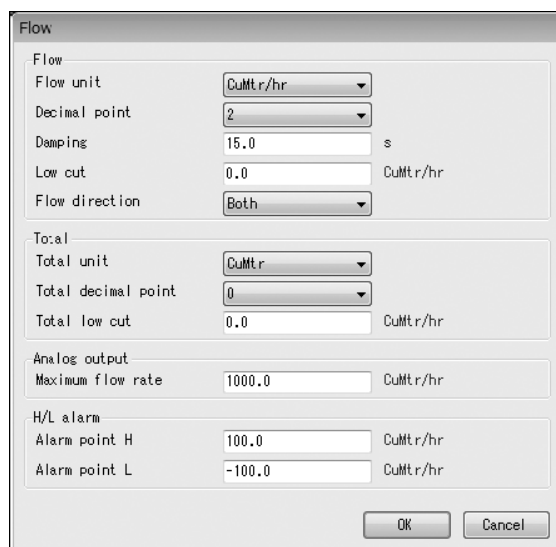 Flow
Flow
Flow unit CuMtr/hr
Decimal point 2
Damping 15.0 s
Low cut 0.0 CuMtr/hr
Flow direction Both
Total
Total unit CuMtr
Total decimal point 0
Total low cut 0.0 CuMtr/hr
Analog output
Maximum flow rate 1000.0 CuMtr/hr
H/L alarm
Alarm point H 100.0 CuMtr/hr
Alarm point L -100.0 CuMtr/hr
OK Cancel